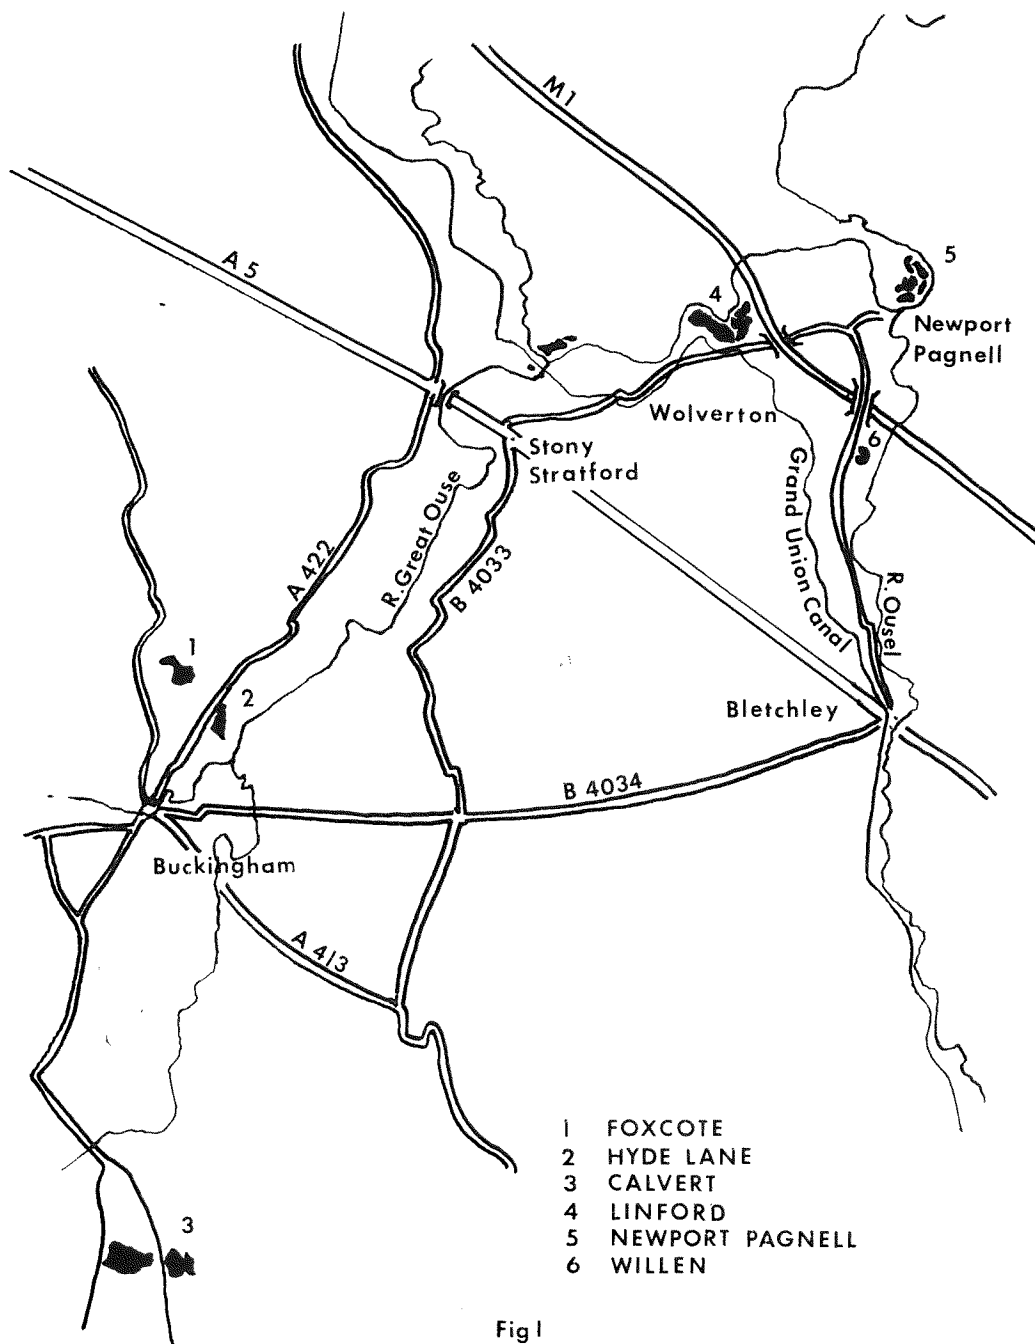 M1
A5
4
5
Newport
Pagnell
Wolverton
6
Stony
Stratford
Grand Union Canal
R. Great Ouse
A 422
B 4033
R. Ousel
1
2
Bletchley
B 4034
Buckingham
A 413
3
1 FOXCOTE
2 HYDE LANE
3 CALVERT
4 LINFORD
5 NEWPORT PAGNELL
6 WILLEN
Fig 1